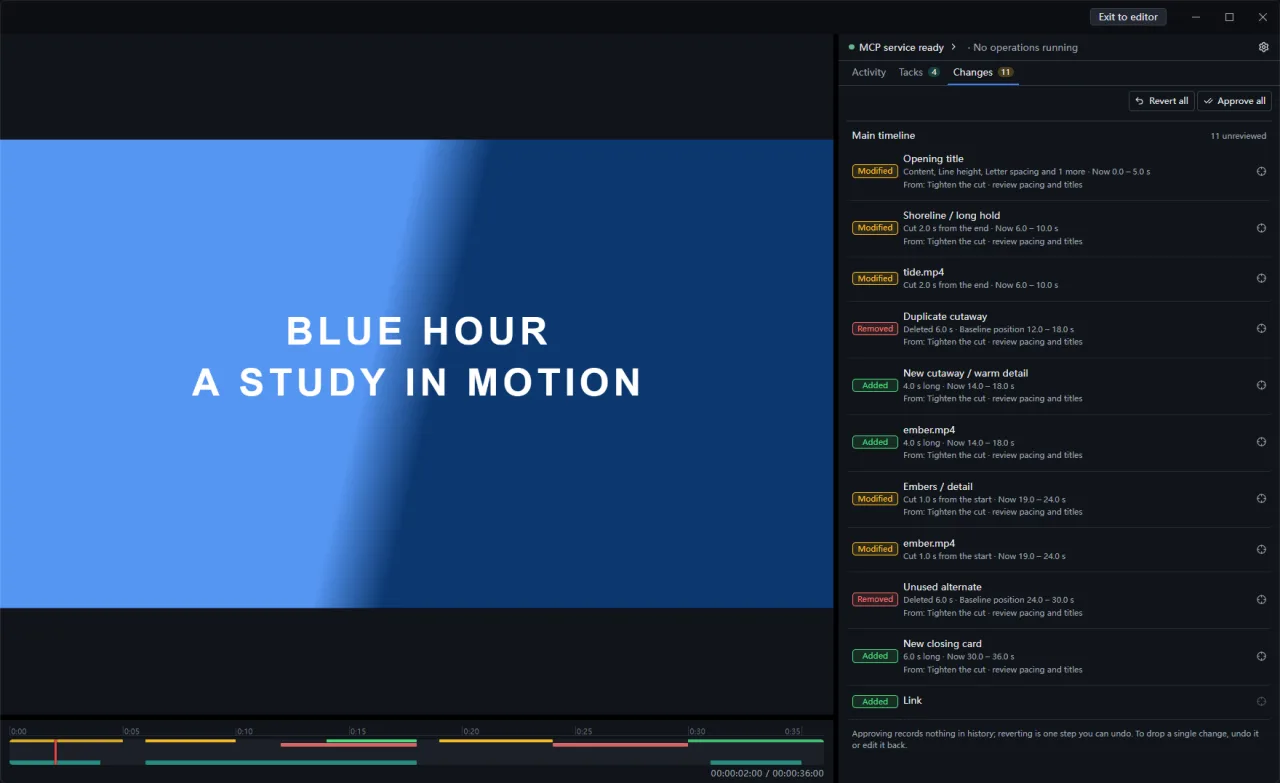 Exit to editor
MCP service ready
· No operations running
Activity
Tacks 4
Changes 11
Revert all
Approve all
BLUE HOUR
A STUDY IN MOTION
Main timeline
11 unreviewed
Modified
Opening title
Content, Line height, Letter spacing and 1 more · Now 0.0 – 5.0 s
From: Tighten the cut · review pacing and titles
Modified
Shoreline / long hold
Cut 2.0 s from the end · Now 6.0 – 10.0 s
From: Tighten the cut · review pacing and titles
Modified
tide.mp4
Cut 2.0 s from the end · Now 6.0 – 10.0 s
Removed
Duplicate cutaway
Deleted 6.0 s · Baseline position 12.0 – 18.0 s
From: Tighten the cut · review pacing and titles
Added
New cutaway / warm detail
4.0 s long · Now 14.0 – 18.0 s
From: Tighten the cut · review pacing and titles
Added
ember.mp4
4.0 s long · Now 14.0 – 18.0 s
From: Tighten the cut · review pacing and titles
Modified
Embers / detail
Cut 1.0 s from the start · Now 19.0 – 24.0 s
From: Tighten the cut · review pacing and titles
Modified
ember.mp4
Cut 1.0 s from the start · Now 19.0 – 24.0 s
Removed
Unused alternate
Deleted 6.0 s · Baseline position 24.0 – 30.0 s
From: Tighten the cut · review pacing and titles
Added
New closing card
6.0 s long · Now 30.0 – 36.0 s
From: Tighten the cut · review pacing and titles
Added
Link
Approving records nothing in history; reverting is one step you can undo. To drop a single change, undo it
or edit it back.
0:00 0:05 0:10 0:15 0:20 0:25 0:30 0:35
00:00:02:00 / 00:00:36:00